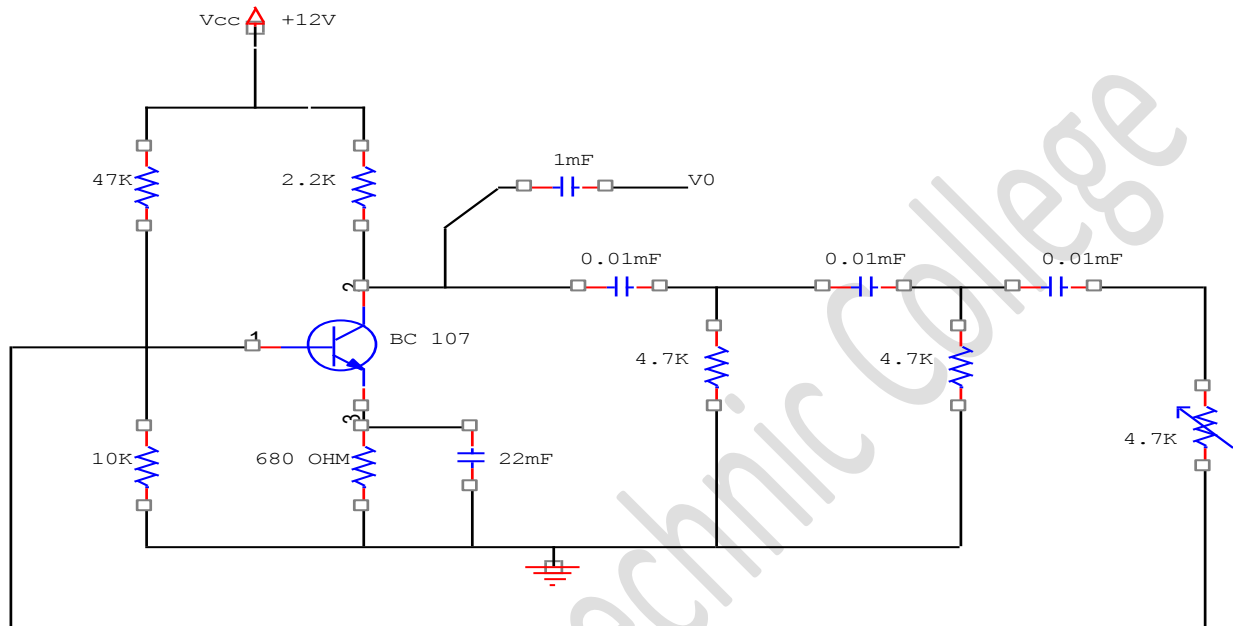 Vcc +12V
47K
2.2K
1mF
V0
0.01mF
0.01mF
0.01mF
2
1
BC 107
4.7K
4.7K
4.7K
3
10K
680 OHM
22mF
echnic College